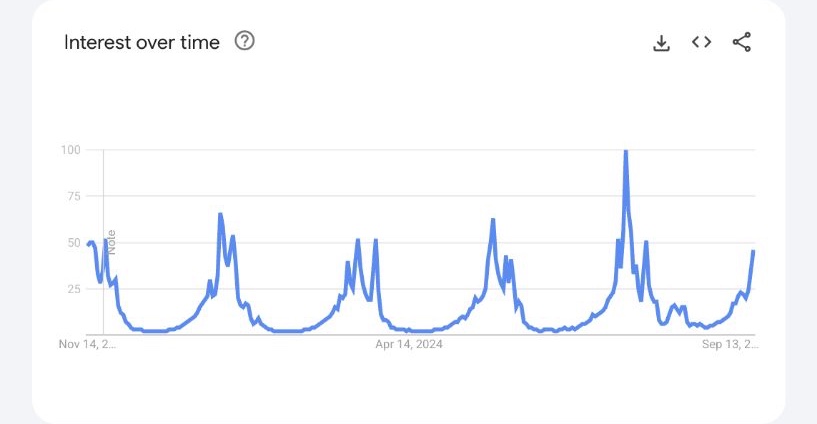 Interest over time
100
75
50
25
Note
Nov 14, 2...
Apr 14, 2024
Sep 13, 2...